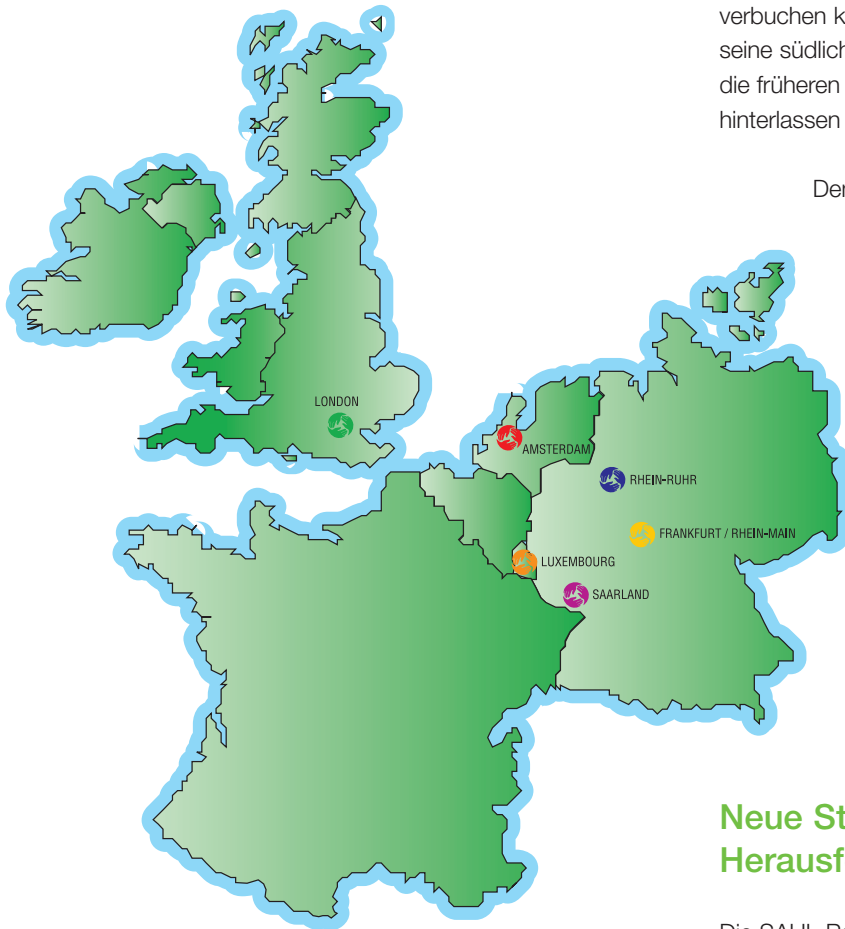 verbuchen k
seine südlich
die früheren
hinterlassen
Der
LONDON
AMSTERDAM
RHEIN-RUHR
FRANKFURT / RHEIN-MAIN
LUXEMBOURG
SAARLAND
Neue St
Herausf